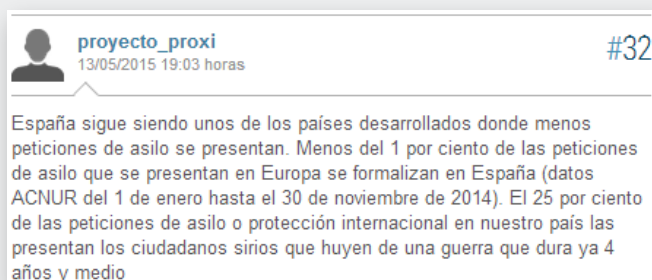 proyecto_proxi
#32
13/05/2015 19:03 horas
España sigue siendo unos de los países desarrollados donde menos
peticiones de asilo se presentan. Menos del 1 por ciento de las peticiones
de asilo que se presentan en Europa se formalizan en España (datos
ACNUR del 1 de enero hasta el 30 de noviembre de 2014). El 25 por ciento
de las peticiones de asilo o protección internacional en nuestro país las
presentan los ciudadanos sirios que huyen de una guerra que dura ya 4
años y medio